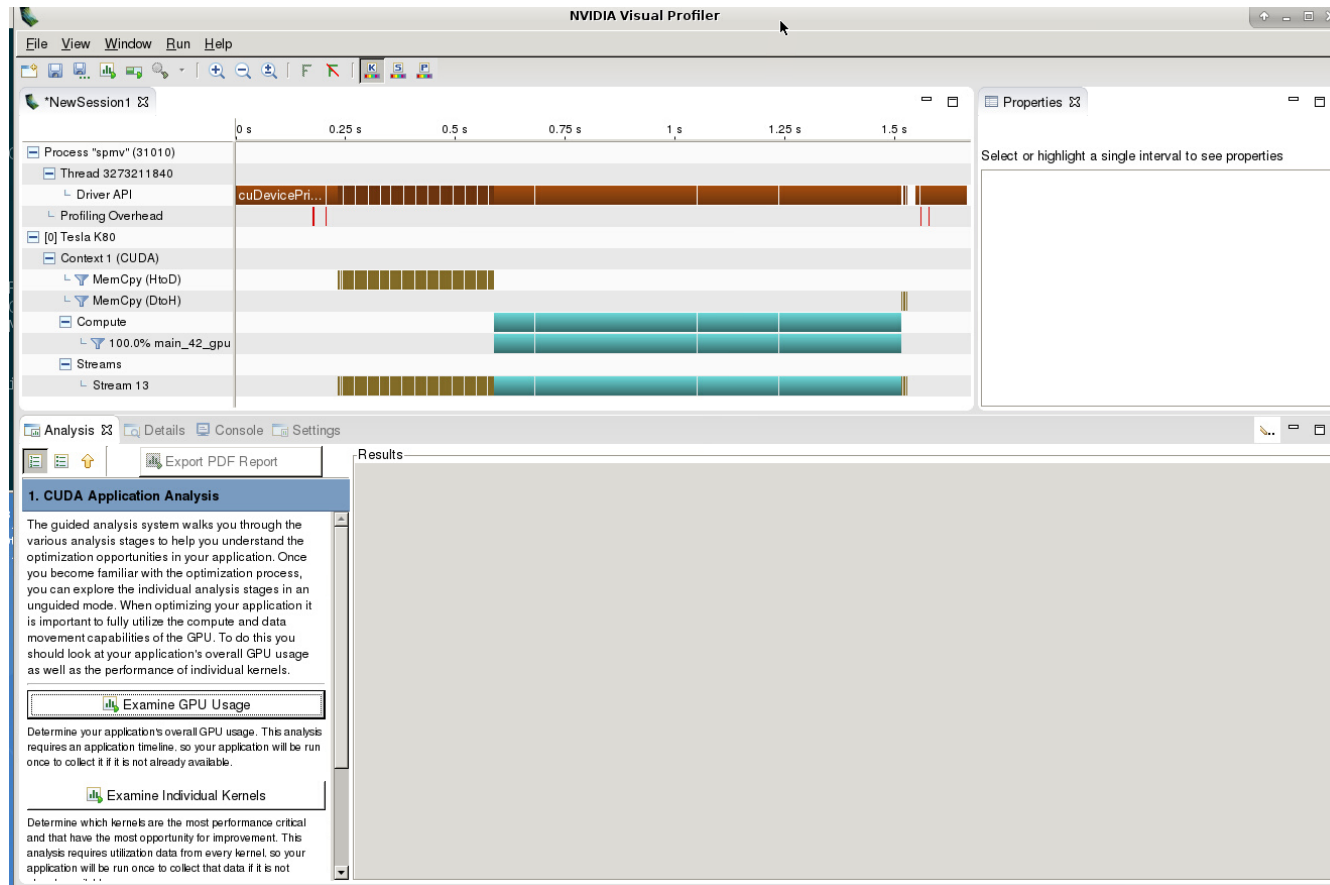 NVIDIA Visual Profiler
File View Window Run Help
*NewSession1
Properties
0 s 0.25 s 0.5 s 0.75 s 1 s 1.25 s 1.5 s
Process "spmv" (31010)
Thread 3273211840
Driver API
cuDevicePri...
Profiling Overhead
[0] Tesla K80
Context 1 (CUDA)
MemCpy (HtoD)
MemCpy (DtoH)
Compute
100.0% main_42_gpu
Streams
Stream 13
Select or highlight a single interval to see properties
Analysis Details Console Settings
Export PDF Report
Results
1. CUDA Application Analysis
The guided analysis system walks you through the
various analysis stages to help you understand the
optimization opportunities in your application. Once
you become familiar with the optimization process,
you can explore the individual analysis stages in an
unguided mode. When optimizing your application it
is important to fully utilize the compute and data
movement capabilities of the GPU. To do this you
should look at your application's overall GPU usage
as well as the performance of individual kernels.
Examine GPU Usage
Determine your application's overall GPU usage. This analysis
requires an application timeline, so your application will be run
once to collect it if it is not already available.
Examine Individual Kernels
Determine which kernels are the most performance critical
and that have the most opportunity for improvement. This
analysis requires utilization data from every kernel, so your
application will be run once to collect that data if it is not